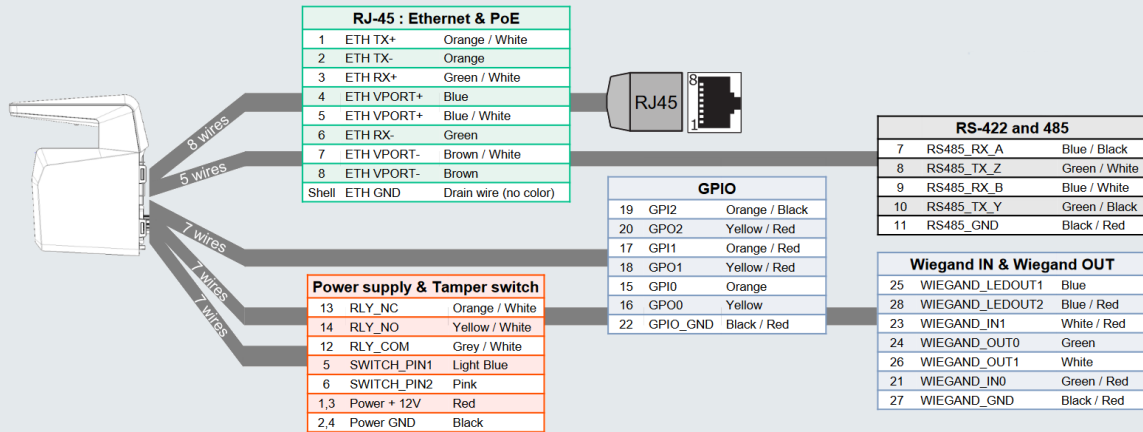 RJ-45 : Ethernet & PoE
1 ETH TX+ Orange / White
2 ETH TX- Orange
3 ETH RX+ Green / White
4 ETH VPORT+ Blue
5 ETH VPORT+ Blue / White
6 ETH RX- Green
7 ETH VPORT- Brown / White
8 ETH VPORT- Brown
Shell ETH GND Drain wire (no color)
RJ45
8
1
8 wires
5 wires
7 wires
7 wires
7 wires
RS-422 and 485
7 RS485_RX_A Blue / Black
8 RS485_TX_Z Green / White
9 RS485_RX_B Blue / White
10 RS485_TX_Y Green / Black
11 RS485_GND Black / Red
GPIO
19 GPI2 Orange / Black
20 GPO2 Yellow / Red
17 GPI1 Orange / Red
18 GPO1 Yellow / Red
15 GPI0 Orange
16 GPO0 Yellow
22 GPIO_GND Black / Red
Power supply & Tamper switch
13 RLY_NC Orange / White
14 RLY_NO Yellow / White
12 RLY_COM Grey / White
5 SWITCH_PIN1 Light Blue
6 SWITCH_PIN2 Pink
1,3 Power + 12V Red
2,4 Power GND Black
Wiegand IN & Wiegand OUT
25 WIEGAND_LEDOUT1 Blue
28 WIEGAND_LEDOUT2 Blue / Red
23 WIEGAND_IN1 White / Red
24 WIEGAND_OUT0 Green
26 WIEGAND_OUT1 White
21 WIEGAND_IN0 Green / Red
27 WIEGAND_GND Black / Red